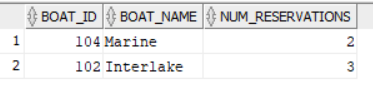 BOAT_ID BOAT_NAME NUM_RESERVATIONS
1 104 Marine 2
2 102 Interlake 3